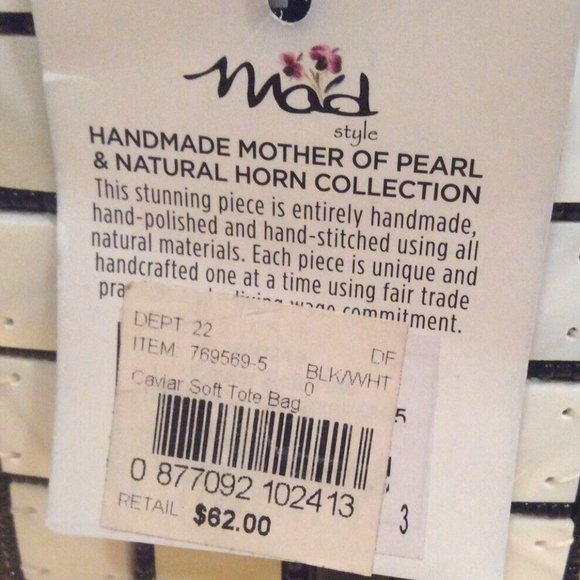 mad
style
HANDMADE MOTHER OF PEARL
& NATURAL HORN COLLECTION
This stunning piece is entirely handmade,
hand-polished and hand-stitched using all
natural materials. Each piece is unique and
handcrafted one at a time using fair trade
wage commitment.
DEPT 22 DF
ITEM: 769569-5 BLK/WHT
Caviar Soft Tote Bag 0
5
0 877092 102413
RETAIL $62.00
3